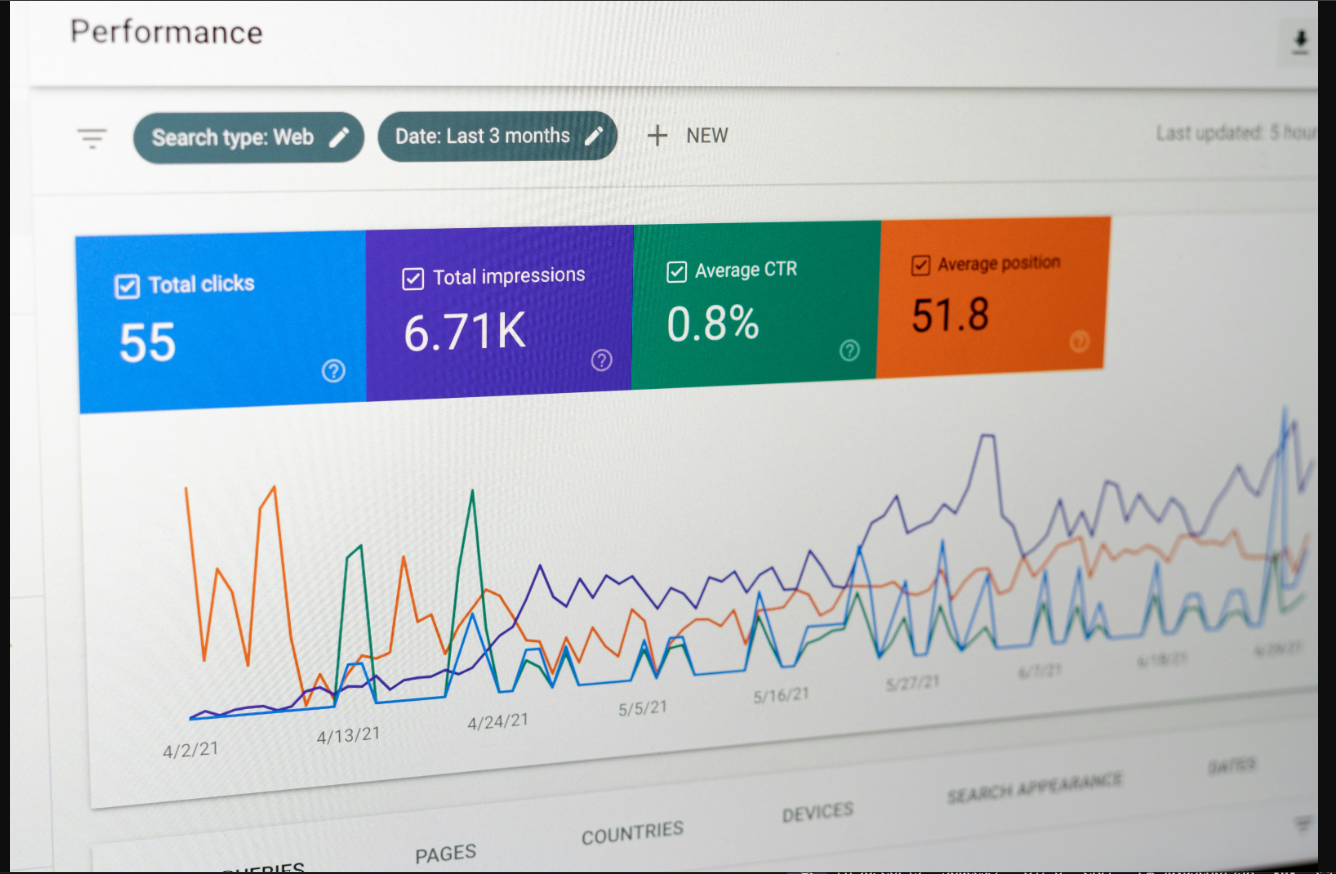 Performance
Search type: Web
Date: Last 3 months
+ NEW
Last updated: 5 hour
Total clicks
55
Total impressions
6.71K
Average CTR
0.8%
Average position
51.8
4/2/21
4/13/21
4/24/21
5/5/21
5/16/21
5/27/21
6/7/21
6/18/21
6/29/21
QUERIES
PAGES
COUNTRIES
DEVICES
SEARCH APPEARANCE
DATES